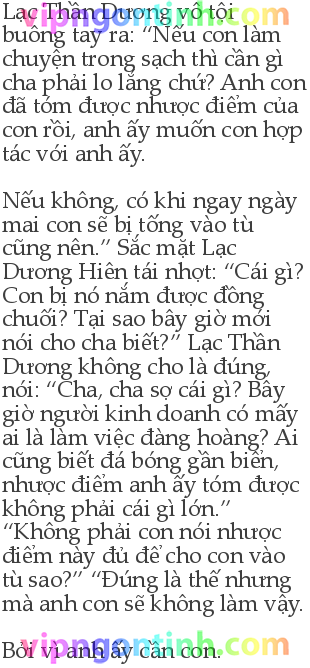 vipngontinh.com
Lạc Thần Dương vô tội
buông tay ra: “Nếu con làm
chuyện trong sạch thì cần gì
cha phải lo lắng chứ? Anh con
đã tóm được nhược điểm của
con rồi, anh ấy muốn con hợp
tác với anh ấy.
Nếu không, có khi ngay ngày
mai con sẽ bị tống vào tù
cũng nên.” Sắc mặt Lạc
Dương Hiên tái nhợt: “Cái gì?
Con bị nó nắm được đồng
chuối? Tại sao bây giờ mới
nói cho cha biết?” Lạc Thần
Dương không cho là đúng,
nói: “Cha, cha sợ cái gì? Bây
giờ người kinh doanh có mấy
ai là làm việc đàng hoàng? Ai
cũng biết đá bóng gần biển,
nhược điểm anh ấy tóm được
không phải cái gì lớn.”
“Không phải con nói nhược
điểm này đủ để cho con vào
tù sao?” “Đúng là thế nhưng
mà anh con sẽ không làm vậy.
Bởi vì anh ấy cần con.
vipngontinh.com